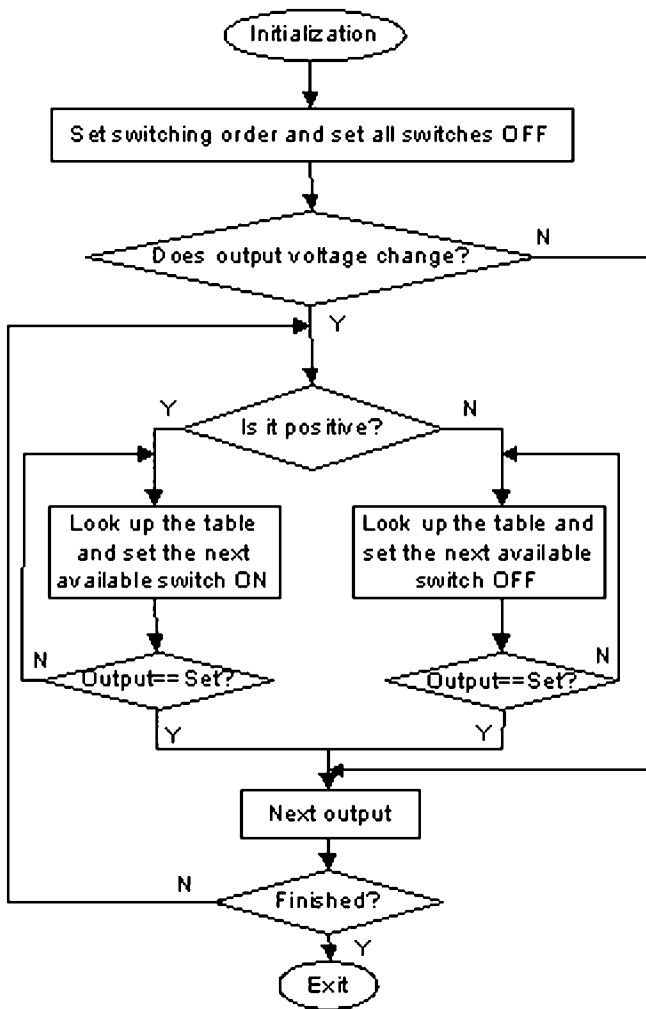 Initialization
Set switching order and set all switches OFF
Does output voltage change?
N
Y
Y
Is it positive?
N
Look up the table
and set the next
available switch ON
Look up the table and
set the next available
switch OFF
N
Output== Set?
Output==Set?
N
Y
Y
Next output
N
Finished?
Y
Exit